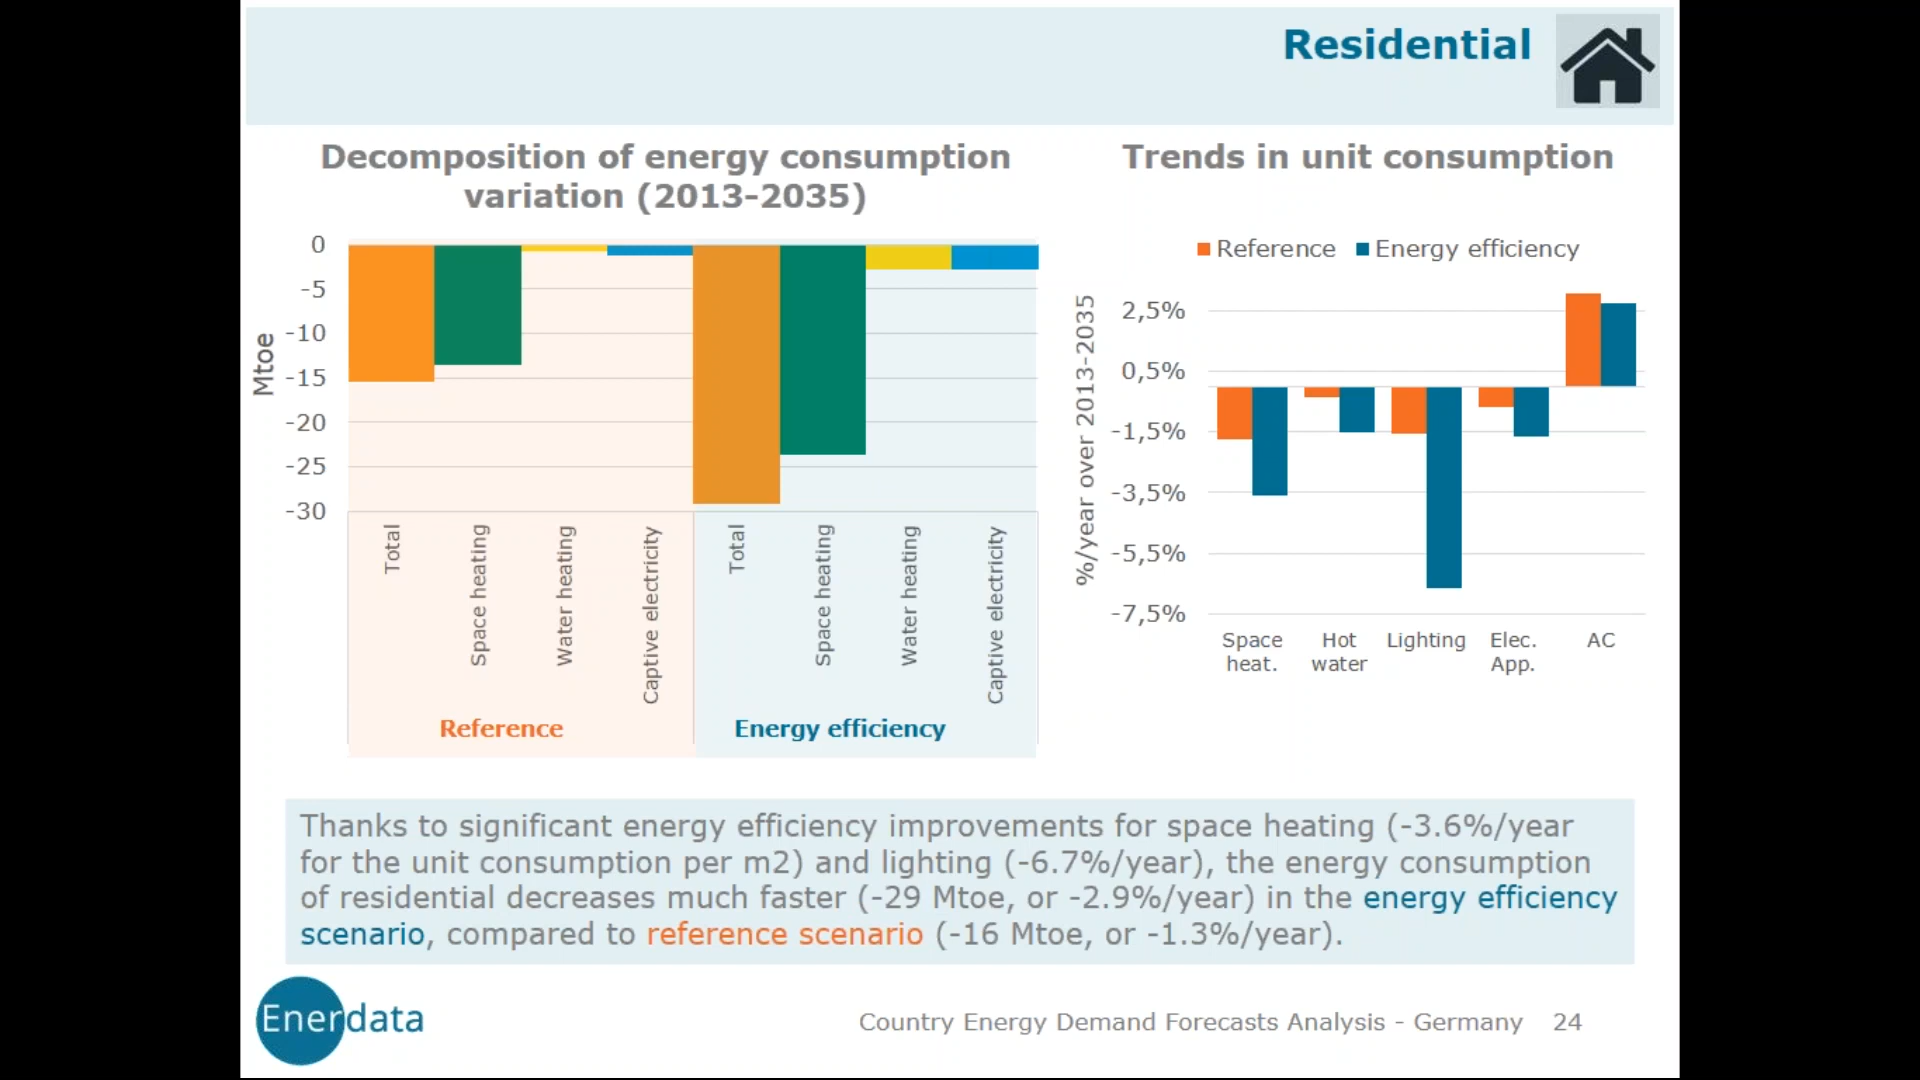 Residential
Decomposition of energy consumption
variation (2013-2035)
Mtoe
0
-5
-10
-15
-20
-25
-30
Total
Space heating
Water heating
Captive electricity
Total
Space heating
Water heating
Captive electricity
Reference
Energy efficiency
Trends in unit consumption
Reference
Energy efficiency
%/year over 2013-2035
2,5%
0,5%
-1,5%
-3,5%
-5,5%
-7,5%
Space
heat.
Hot
water
Lighting
Elec.
App.
AC
Thanks to significant energy efficiency improvements for space heating (-3.6%/year
for the unit consumption per m2) and lighting (-6.7%/year), the energy consumption
of residential decreases much faster (-29 Mtoe, or -2.9%/year) in the energy efficiency
scenario, compared to reference scenario (-16 Mtoe, or -1.3%/year).
Enerdata
Country Energy Demand Forecasts Analysis - Germany 24